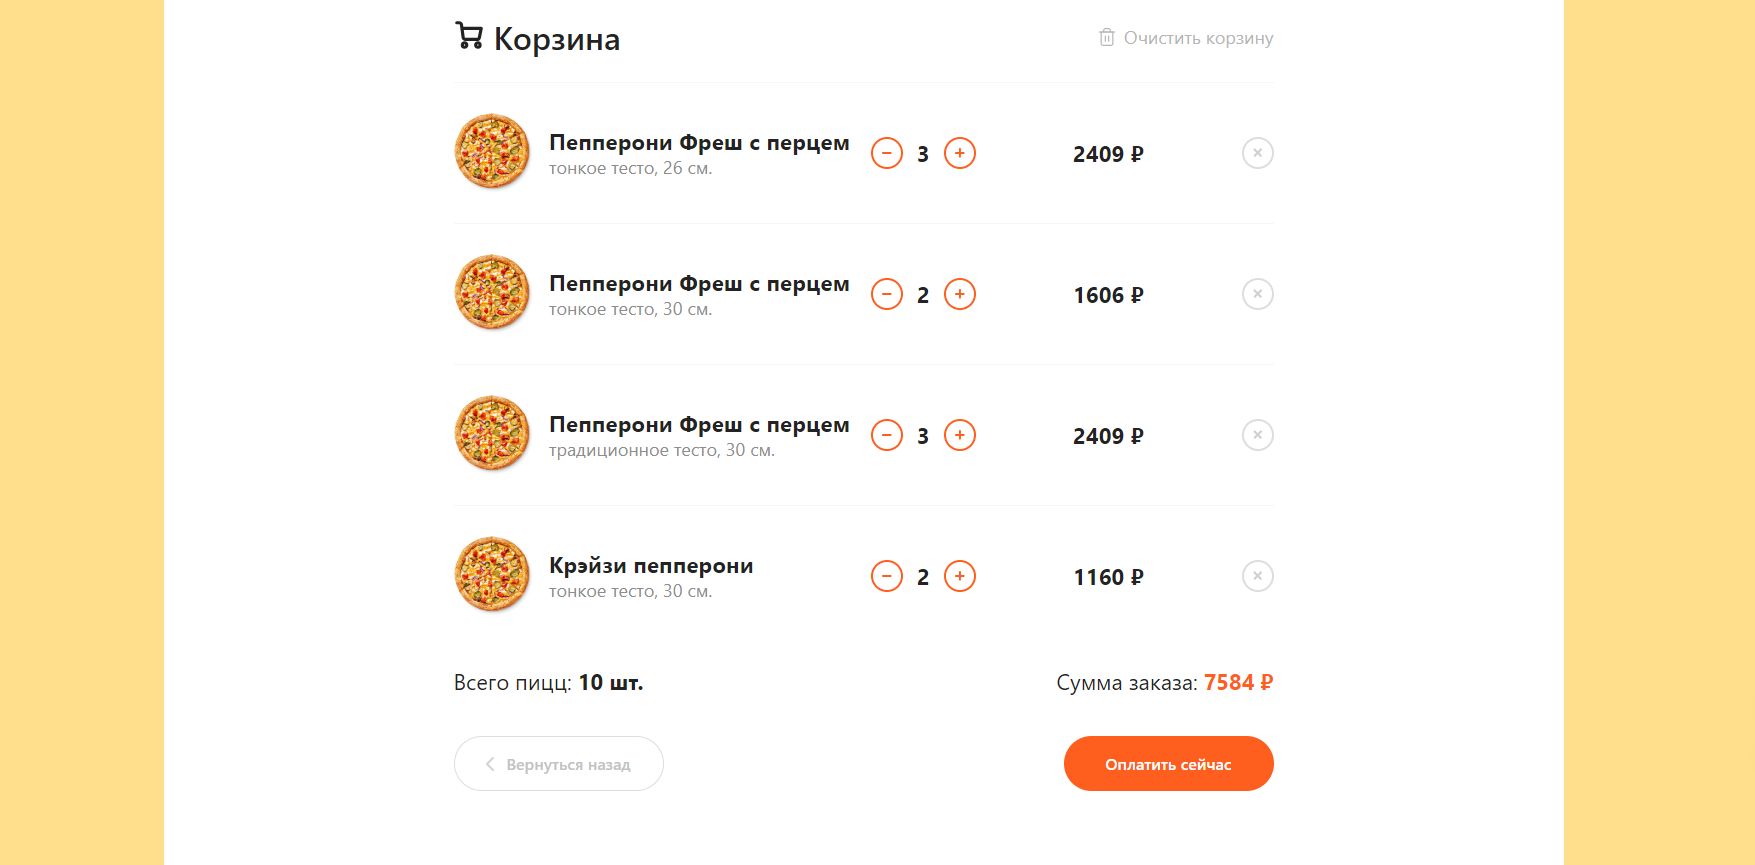 Корзина
Очистить корзину
Пепперони Фреш с перцем
тонкое тесто, 26 см.
3
2409 ₽
Пепперони Фреш с перцем
тонкое тесто, 30 см.
2
1606 ₽
Пепперони Фреш с перцем
традиционное тесто, 30 см.
3
2409 ₽
Крэйзи пепперони
тонкое тесто, 30 см.
2
1160 ₽
Всего пицц: 10 шт.
Сумма заказа: 7584 ₽
Вернуться назад
Оплатить сейчас